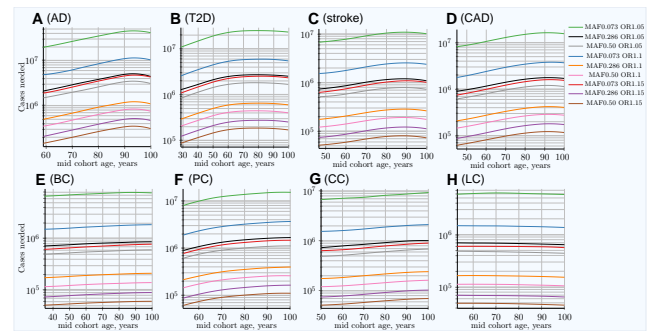 A (AD)
B (T2D)
C (stroke)
D (CAD)
Cases needed
10^7
10^6
60 70 80 90 100
mid cohort age, years
10^7
10^6
10^5
30 40 50 60 70 80 90 100
mid cohort age, years
10^7
10^6
10^5
50 60 70 80 90 100
mid cohort age, years
10^7
10^6
10^5
50 60 70 80 90 100
mid cohort age, years
MAF0.073 OR1.05
MAF0.286 OR1.05
MAF0.50 OR1.05
MAF0.073 OR1.1
MAF0.286 OR1.1
MAF0.50 OR1.1
MAF0.073 OR1.15
MAF0.286 OR1.15
MAF0.50 OR1.15
E (BC)
F (PC)
G (CC)
H (LC)
Cases needed
10^6
10^5
40 50 60 70 80 90 100
mid cohort age, years
10^7
10^6
10^5
60 70 80 90 100
mid cohort age, years
10^7
10^6
10^5
50 60 70 80 90 100
mid cohort age, years
10^6
10^5
50 60 70 80 90 100
mid cohort age, years